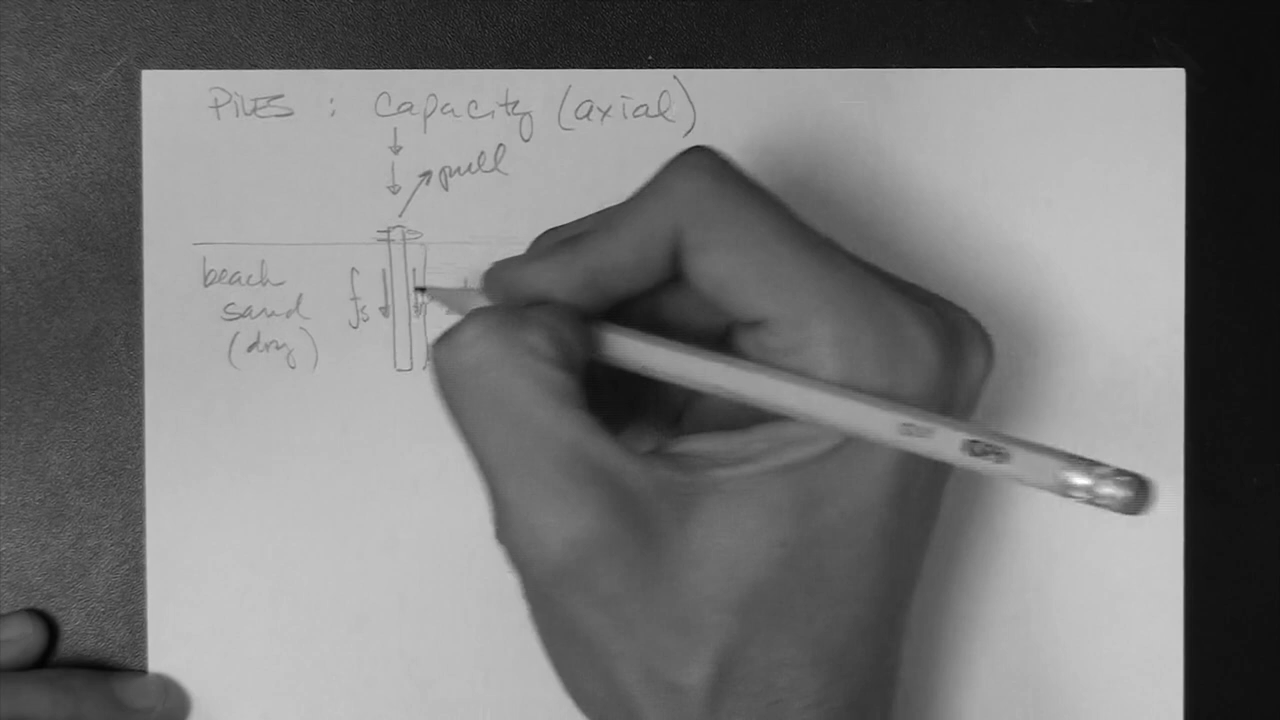 PILES : capacity (axial)
pull
beach
sand
(dry)
fs